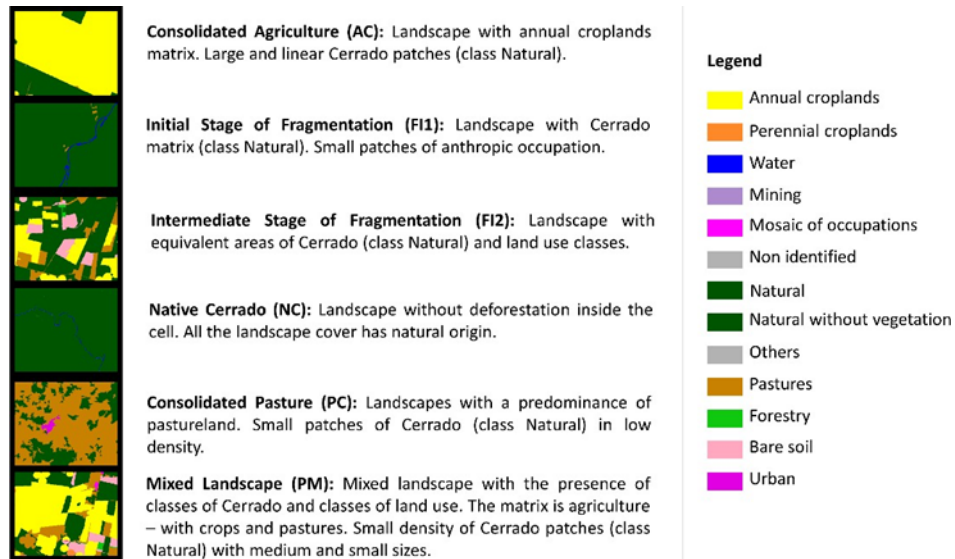 Consolidated Agriculture (AC): Landscape with annual croplands
matrix. Large and linear Cerrado patches (class Natural).
Initial Stage of Fragmentation (FI1): Landscape with Cerrado
matrix (class Natural). Small patches of anthropic occupation.
Intermediate Stage of Fragmentation (FI2): Landscape with
equivalent areas of Cerrado (class Natural) and land use classes.
Native Cerrado (NC): Landscape without deforestation inside the
cell. All the landscape cover has natural origin.
Consolidated Pasture (PC): Landscapes with a predominance of
pastureland. Small patches of Cerrado (class Natural) in low
density.
Mixed Landscape (PM): Mixed landscape with the presence of
classes of Cerrado and classes of land use. The matrix is agriculture
– with crops and pastures. Small density of Cerrado patches (class
Natural) with medium and small sizes.
Legend
Annual croplands
Perennial croplands
Water
Mining
Mosaic of occupations
Non identified
Natural
Natural without vegetation
Others
Pastures
Forestry
Bare soil
Urban